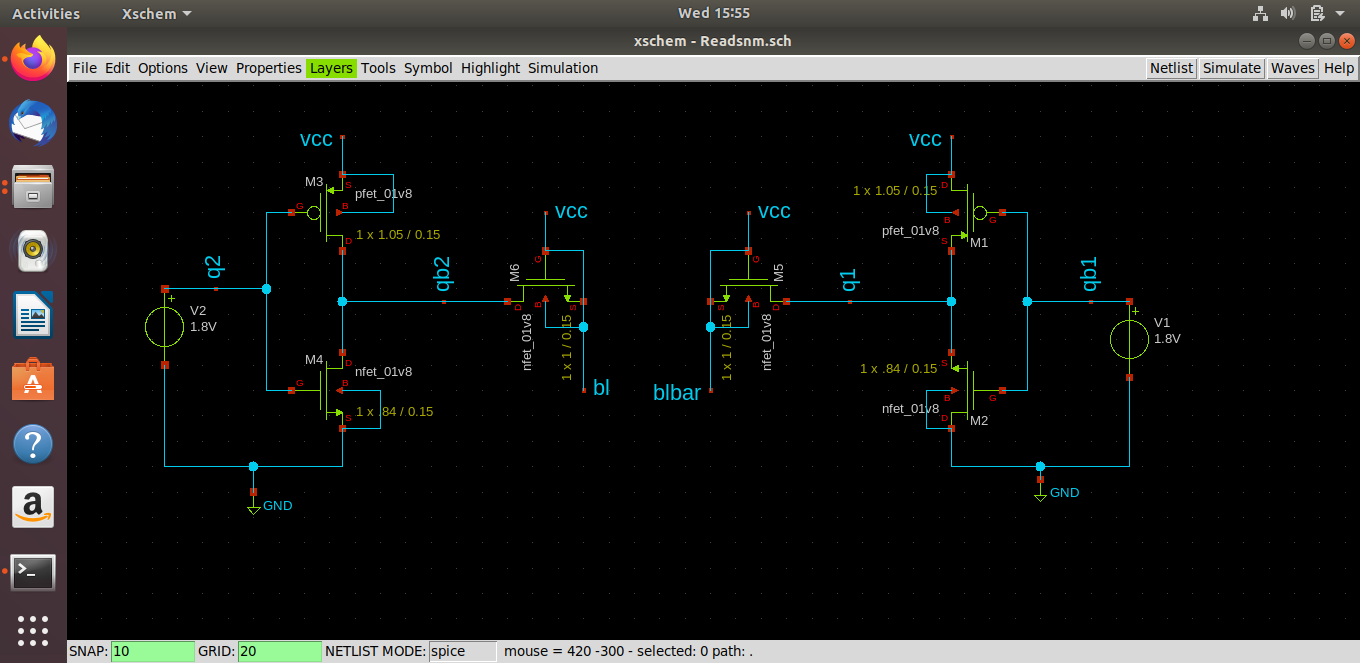 Activities Xschem Wed 15:55
xschem - Readsnm.sch
File Edit Options View Properties Layers Tools Symbol Highlight Simulation Netlist Simulate Waves Help
VCC
M3
S
pfet_01v8
G
B
1 x 1.05 / 0.15
D
q2
V2
1.8V
+
M4
D
nfet_01v8
B
G
1 x .84 / 0.15
S
GND
qb2
VCC
M6
G
D
B
S
nfet_01v8
1 x 1 / 0.15
bl
VCC
M5
G
S
B
D
1 x 1 / 0.15
nfet_01v8
blbar
q1
VCC
D
1 x 1.05 / 0.15
B
G
pfet_01v8
S
M1
qb1
+
V1
1.8V
S
1 x .84 / 0.15
B
G
nfet_01v8
D
M2
GND
SNAP: 10 GRID: 20 NETLIST MODE: spice mouse = 420 -300 - selected: 0 path: .